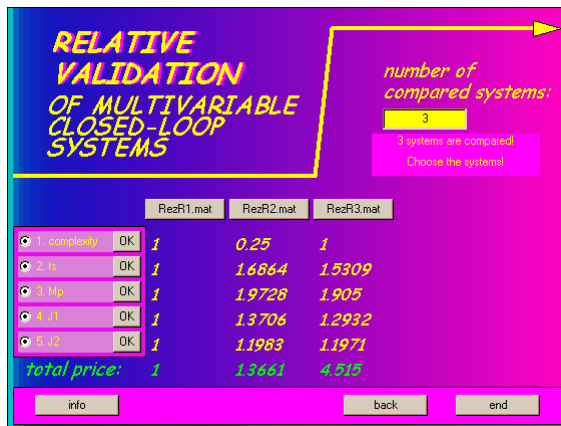 RELATIVE
VALIDATION
OF MULTIVARIABLE
CLOSED-LOOP
SYSTEMS
number of
compared systems:
3
3 systems are compared!
Choose the systems!
RezR1.mat RezR2.mat RezR3.mat
1. complexity OK 1 0.25 1
2. ts OK 1 1.6864 1.5309
3. Mp OK 1 1.9728 1.905
4. J1 OK 1 1.3706 1.2932
5. J2 OK 1 1.1983 1.1971
total price: 1 1.3661 4.515
info back end